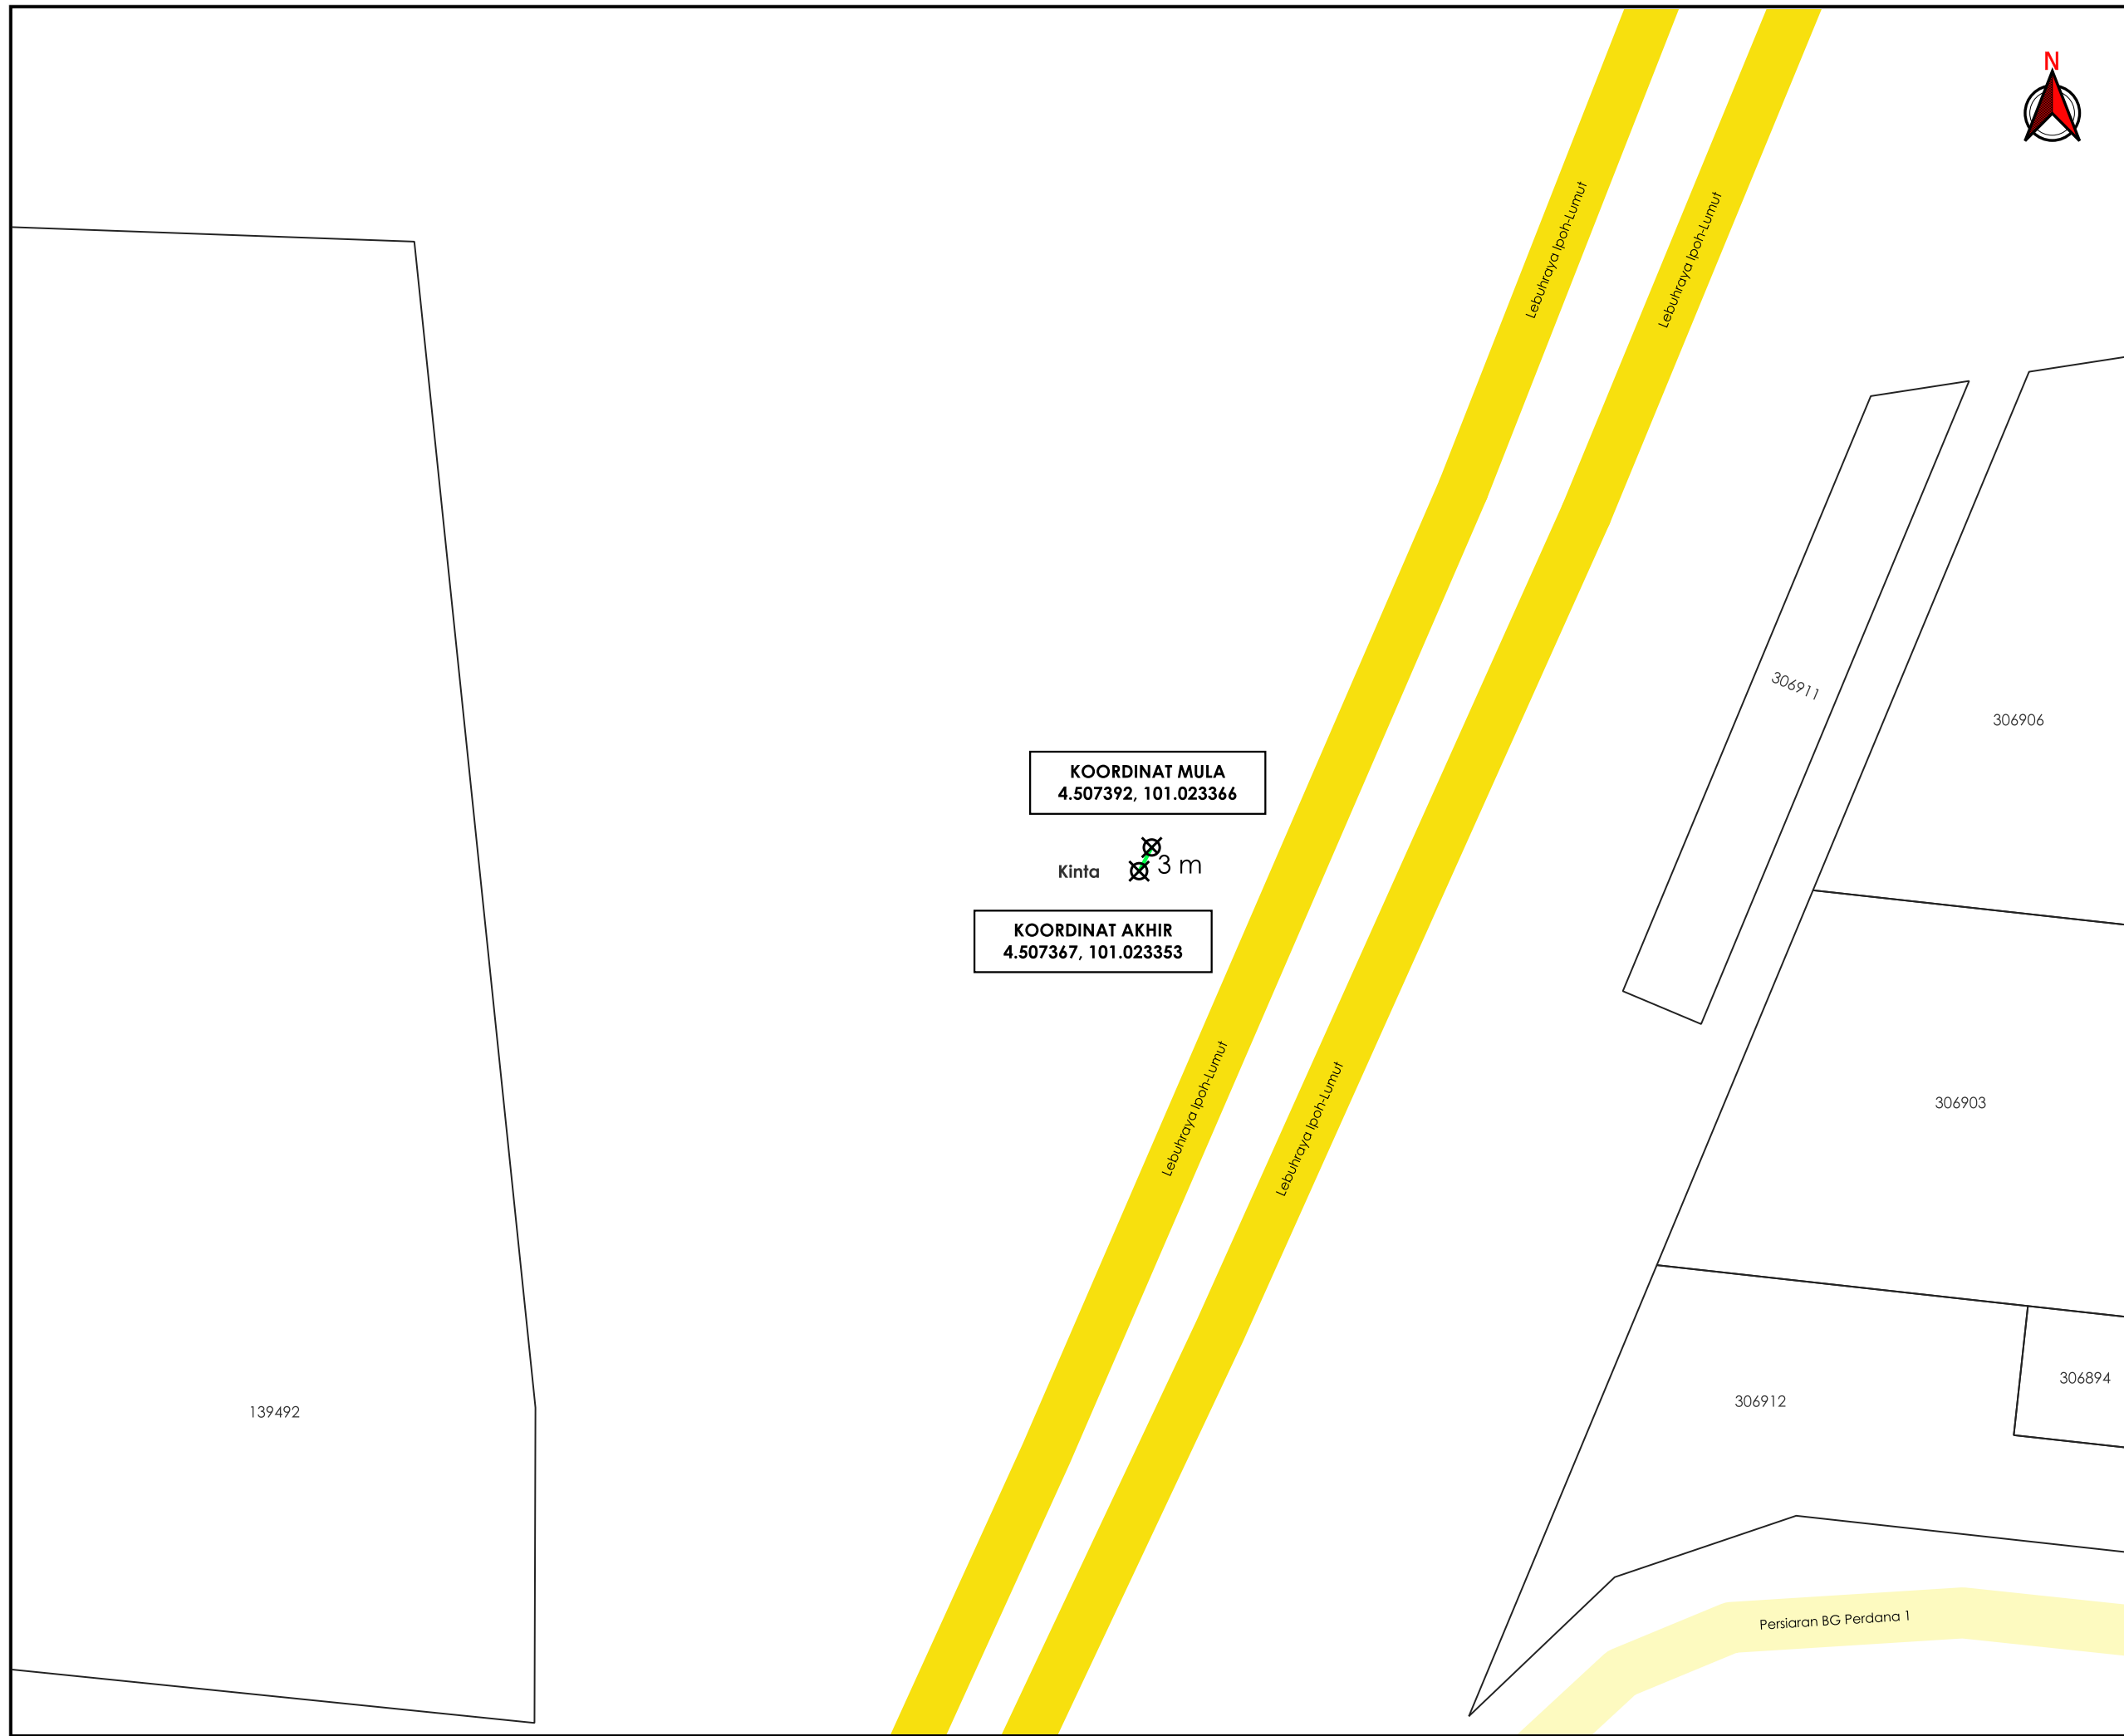 N
Lebuhraya Ipoh-Lumut
Lebuhraya Ipoh-Lumut
306911
306906
KOORDINAT MULA
4.507392, 101.023366
Kinta
3 m
KOORDINAT AKHIR
4.507367, 101.023353
Lebuhraya Ipoh-Lumut
Lebuhraya Ipoh-Lumut
306903
306894
306912
139492
Persiaran BG Perdana 1